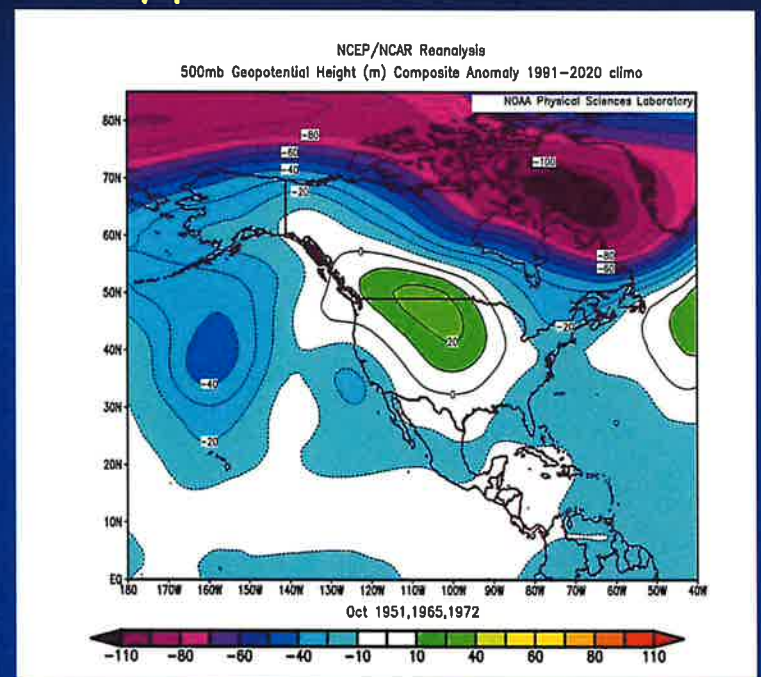 NCEP/NCAR Reanalysis
500mb Geopotential Height (m) Composite Anomaly 1991-2020 climo
NOAA Physical Sciences Laboratory
80N
70N
60N
50N
40N
30N
20N
10N
EQ
-80
-60
-40
-20
-100
-80
-60
0
20
-20
-40
-20
0
180 170W 160W 150W 140W 130W 120W 110W 100W 90W 80W 70W 60W 50W 40W
Oct 1951,1965,1972
-110 -80 -60 -40 -10 10 40 60 80 110